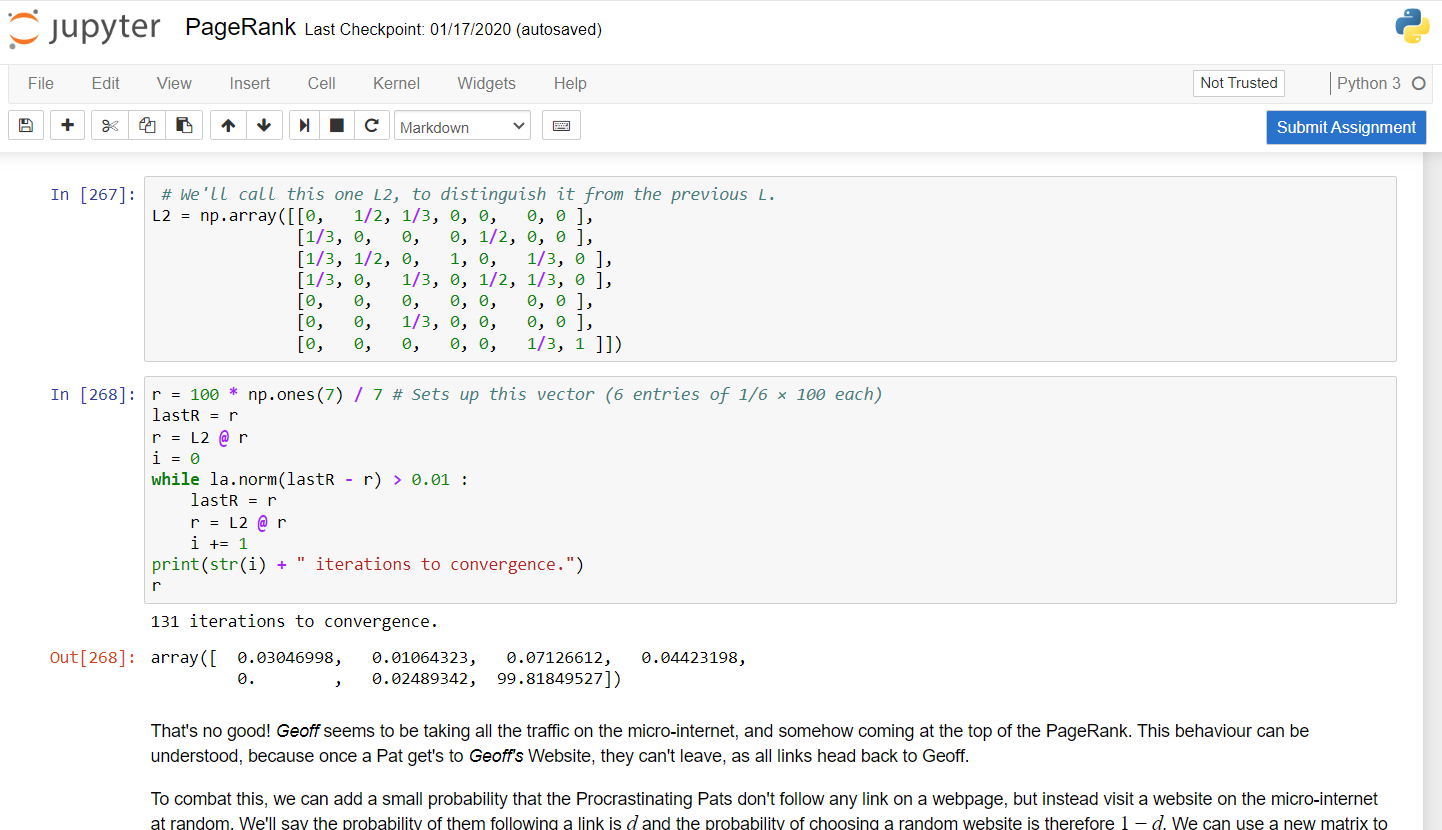 jupyter PageRank Last Checkpoint: 01/17/2020 (autosaved)
File Edit View Insert Cell Kernel Widgets Help Not Trusted Python 3
Markdown Submit Assignment
In [267]: # We'll call this one L2, to distinguish it from the previous L.
L2 = np.array([[0, 1/2, 1/3, 0, 0, 0, 0 ],
[1/3, 0, 0, 0, 1/2, 0, 0 ],
[1/3, 1/2, 0, 1, 0, 1/3, 0 ],
[1/3, 0, 1/3, 0, 1/2, 1/3, 0 ],
[0, 0, 0, 0, 0, 0, 0 ],
[0, 0, 1/3, 0, 0, 0, 0 ],
[0, 0, 0, 0, 0, 1/3, 1 ]])
In [268]: r = 100 * np.ones(7) / 7 # Sets up this vector (6 entries of 1/6 × 100 each)
lastR = r
r = L2 @ r
i = 0
while la.norm(lastR - r) > 0.01 :
lastR = r
r = L2 @ r
i += 1
print(str(i) + " iterations to convergence.")
r
131 iterations to convergence.
Out[268]: array([ 0.03046998, 0.01064323, 0.07126612, 0.04423198,
0. , 0.02489342, 99.81849527])
That's no good! Geoff seems to be taking all the traffic on the micro-internet, and somehow coming at the top of the PageRank. This behaviour can be
understood, because once a Pat get's to Geoff's Website, they can't leave, as all links head back to Geoff.
To combat this, we can add a small probability that the Procrastinating Pats don't follow any link on a webpage, but instead visit a website on the micro-internet
at random. We'll say the probability of them following a link is d and the probability of choosing a random website is therefore 1 − d. We can use a new matrix to